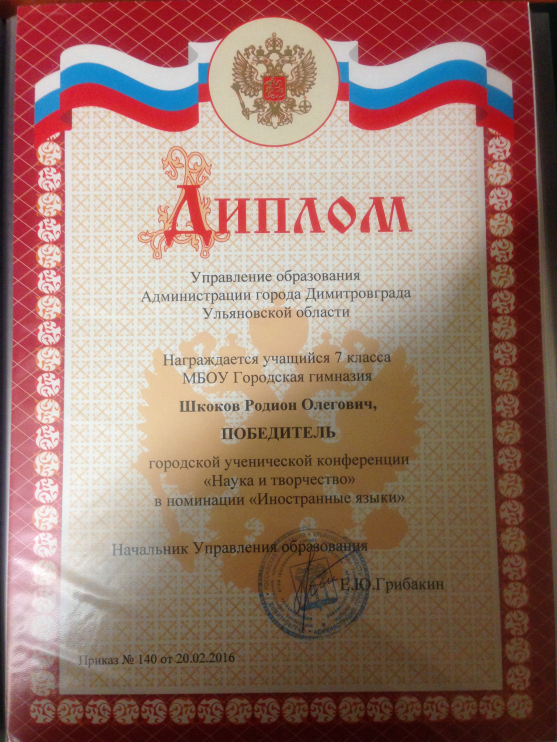 Диплом
Управление образования
Администрации города Димитровграда
Ульяновской области
Награждается учащийся 7 класса
МБОУ Городская гимназия
Шкоков Родион Олегович,
ПОБЕДИТЕЛЬ
городской ученической конференции
«Наука и творчество»
в номинации «Иностранные языки»
Начальник Управления образования
Е.Ю.Грибакин
Приказ № 140 от 20.02.2016